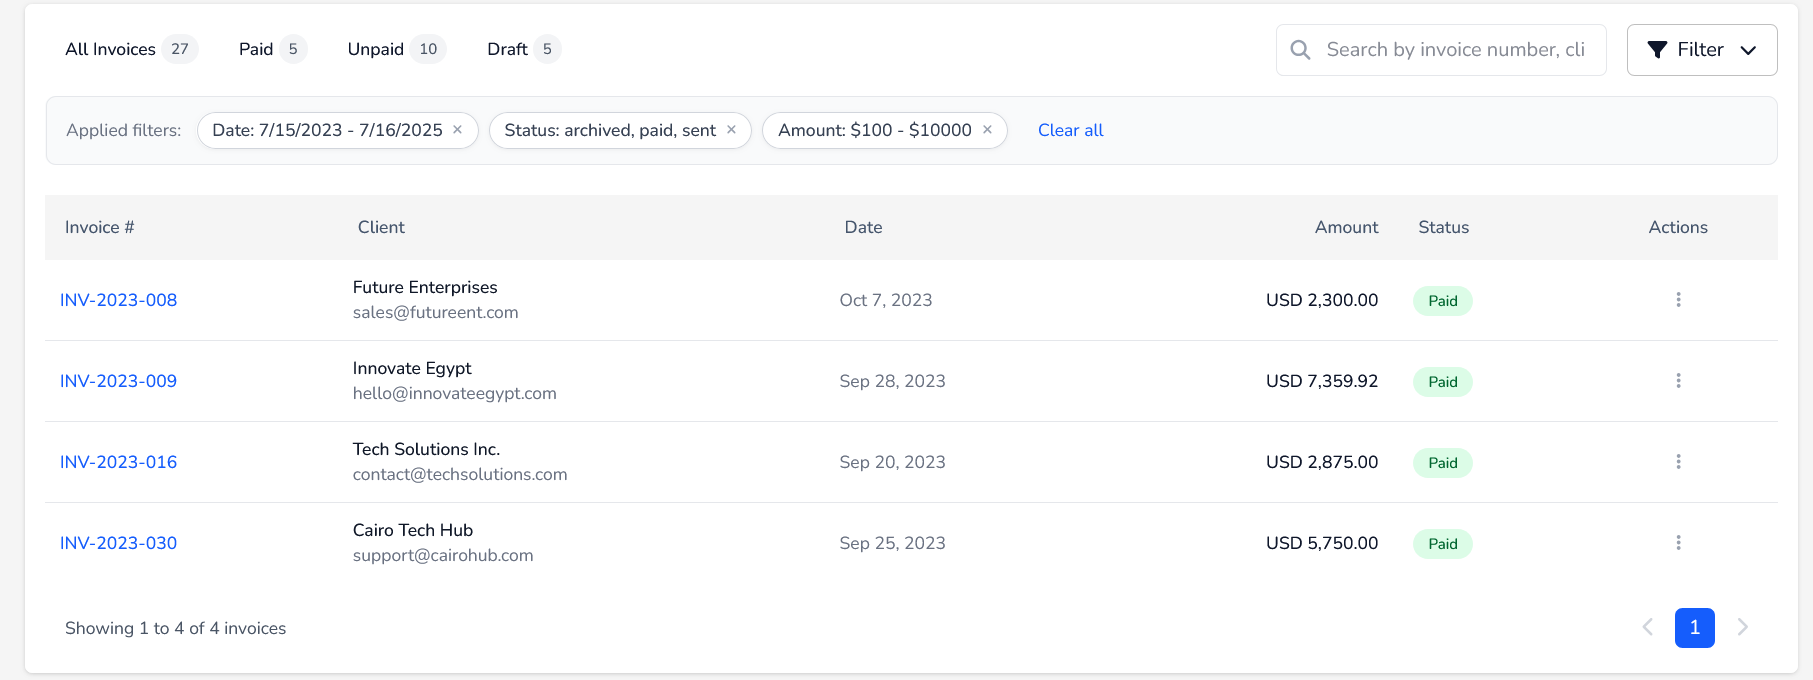 All Invoices 27 Paid 5 Unpaid 10 Draft 5 Search by invoice number, cli Filter
Applied filters: Date: 7/15/2023 - 7/16/2025 × Status: archived, paid, sent × Amount: $100 - $10000 × Clear all
Invoice # Client Date Amount Status Actions
INV-2023-008 Future Enterprises Oct 7, 2023 USD 2,300.00 Paid
sales@futureent.com
INV-2023-009 Innovate Egypt Sep 28, 2023 USD 7,359.92 Paid
hello@innovateegypt.com
INV-2023-016 Tech Solutions Inc. Sep 20, 2023 USD 2,875.00 Paid
contact@techsolutions.com
INV-2023-030 Cairo Tech Hub Sep 25, 2023 USD 5,750.00 Paid
support@cairohub.com
Showing 1 to 4 of 4 invoices 1